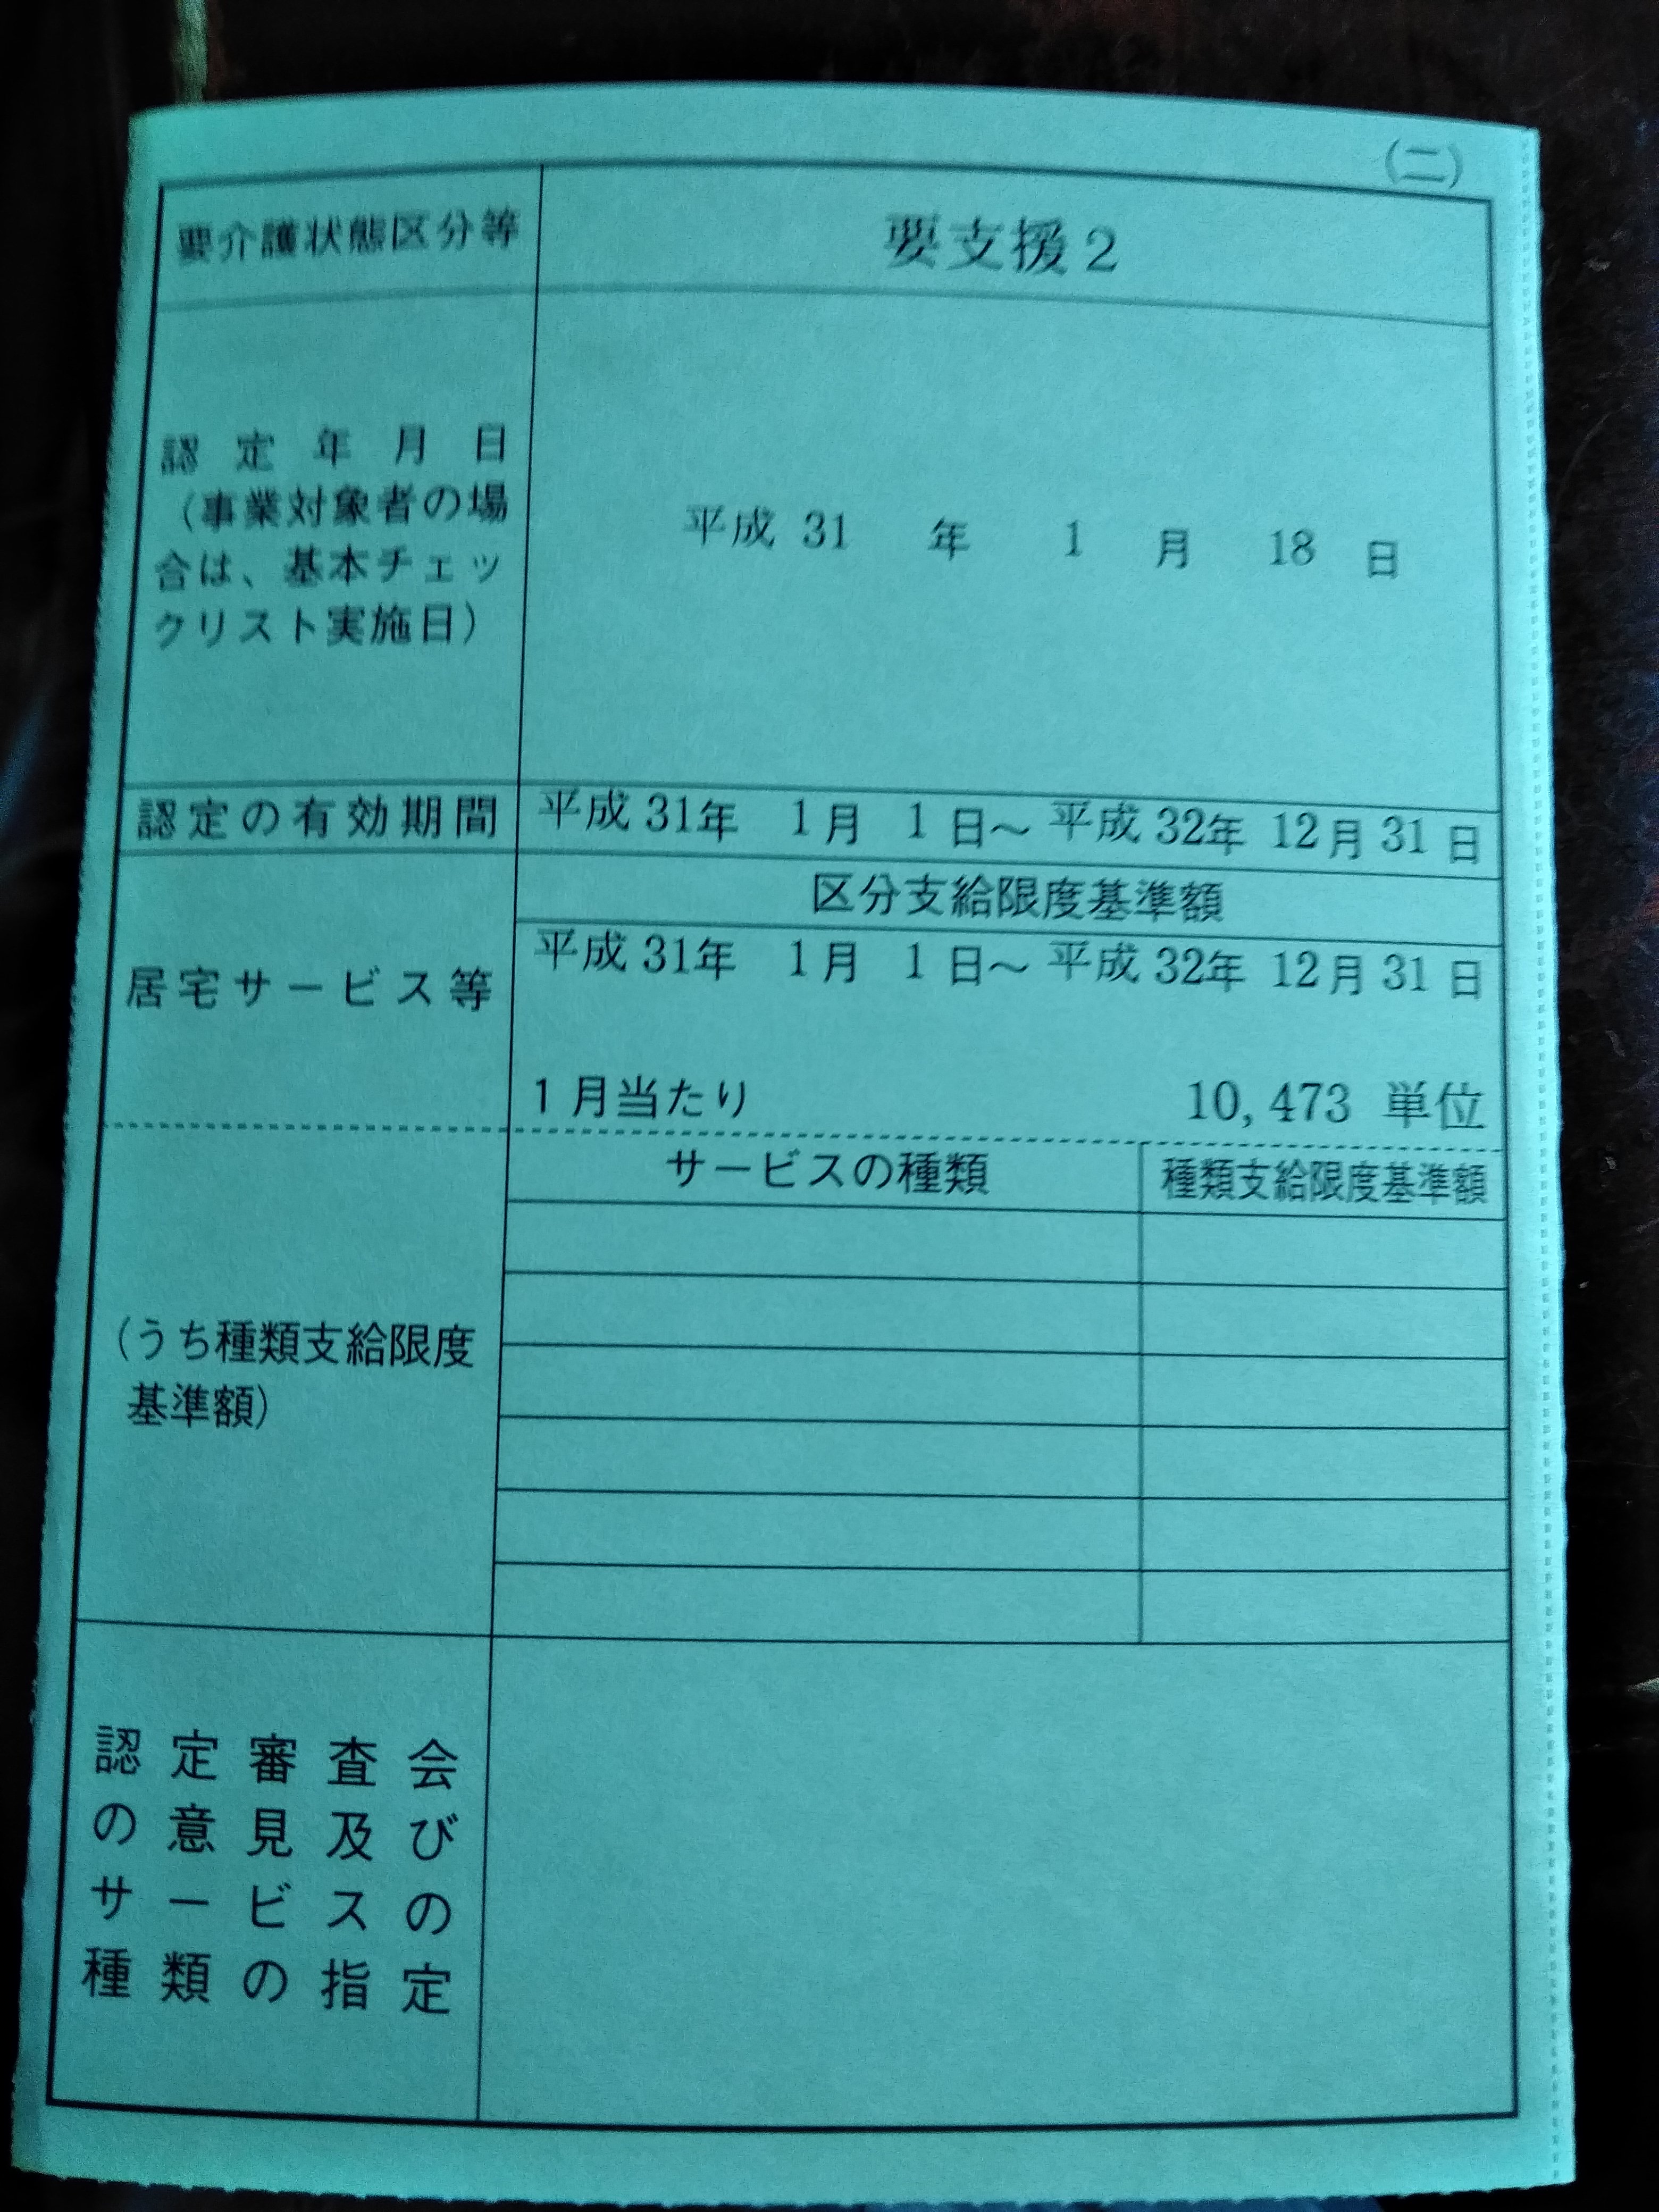 (二)
要介護状態区分等
要支援2
認定年月日
(事業対象者の場
合は、基本チェッ
クリスト実施日)
平成 31 年 1 月 18 日
認定の有効期間
平成 31年 1月 1日～平成 32年 12月 31日
居宅サービス等
区分支給限度基準額
平成 31年 1月 1日～平成 32年 12月 31日
1月当たり 10,473 単位
(うち種類支給限度
基準額)
サービスの種類
種類支給限度基準額
認定審査会
の意見及び
サービスの
種類の指定